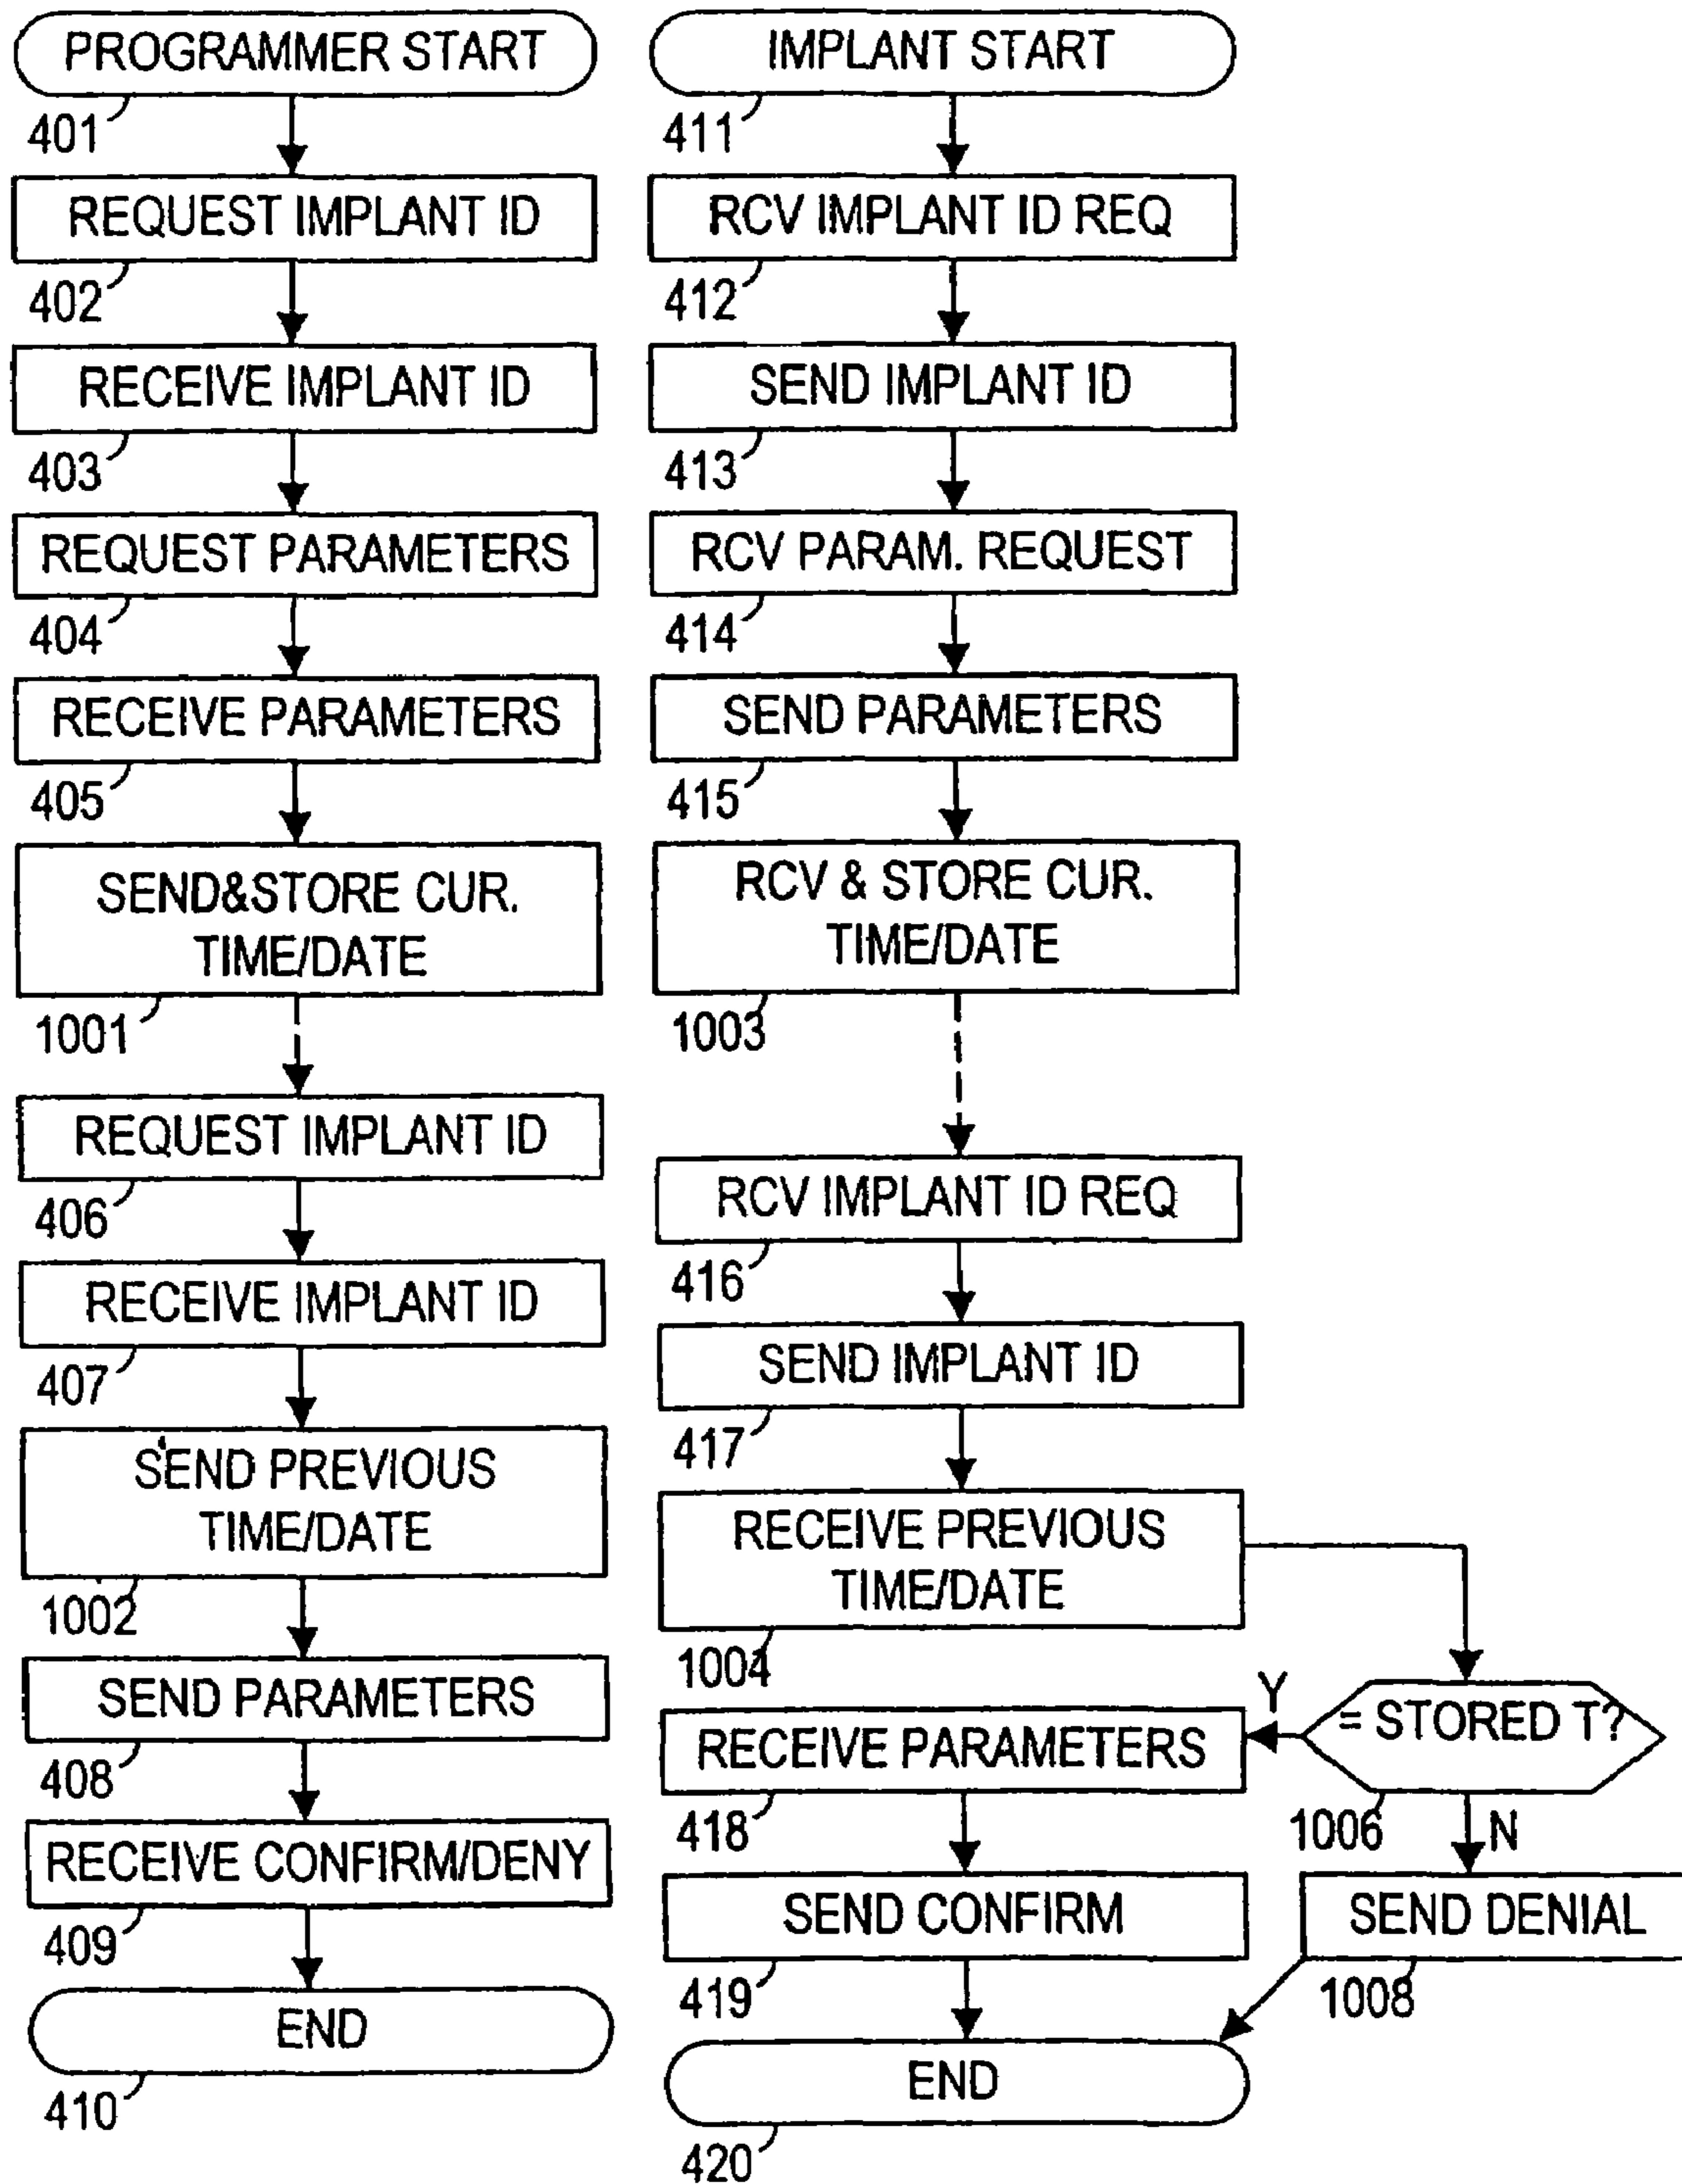 PROGRAMMER START
401
REQUEST IMPLANT ID
402
RECEIVE IMPLANT ID
403
REQUEST PARAMETERS
404
RECEIVE PARAMETERS
405
SEND&STORE CUR.
TIME/DATE
1001
REQUEST IMPLANT ID
406
RECEIVE IMPLANT ID
407
SEND PREVIOUS
TIME/DATE
1002
SEND PARAMETERS
408
RECEIVE CONFIRM/DENY
409
END
410
IMPLANT START
411
RCV IMPLANT ID REQ
412
SEND IMPLANT ID
413
RCV PARAM. REQUEST
414
SEND PARAMETERS
415
RCV & STORE CUR.
TIME/DATE
1003
RCV IMPLANT ID REQ
416
SEND IMPLANT ID
417
RECEIVE PREVIOUS
TIME/DATE
1004
= STORED T?
1006
Y
N
RECEIVE PARAMETERS
418
SEND CONFIRM
419
SEND DENIAL
1008
END
420